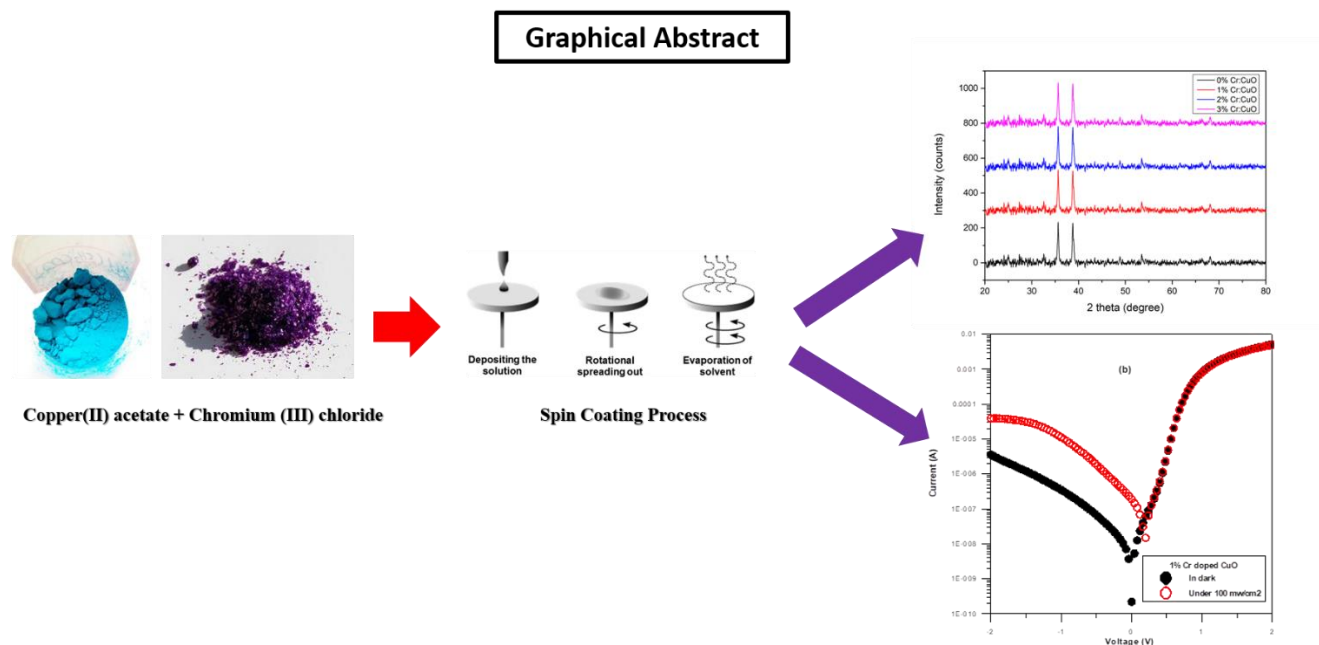 Graphical Abstract
Copper(II) acetate + Chromium (III) chloride
Depositing the
solution
Rotational
spreading out
Evaporation of
solvent
Spin Coating Process
0% Cr:CuO
1% Cr:CuO
2% Cr:CuO
3% Cr:CuO
Intensity (counts)
1000
800
600
400
200
0
20
30
40
50
60
70
80
2 theta (degree)
(b)
Current (A)
0.01
0.001
0.0001
1E-005
1E-006
1E-007
1E-008
1E-009
1E-010
1% Cr doped CuO
In dark
Under 100 mw/cm2
-2
-1
0
1
2
Voltage (V)